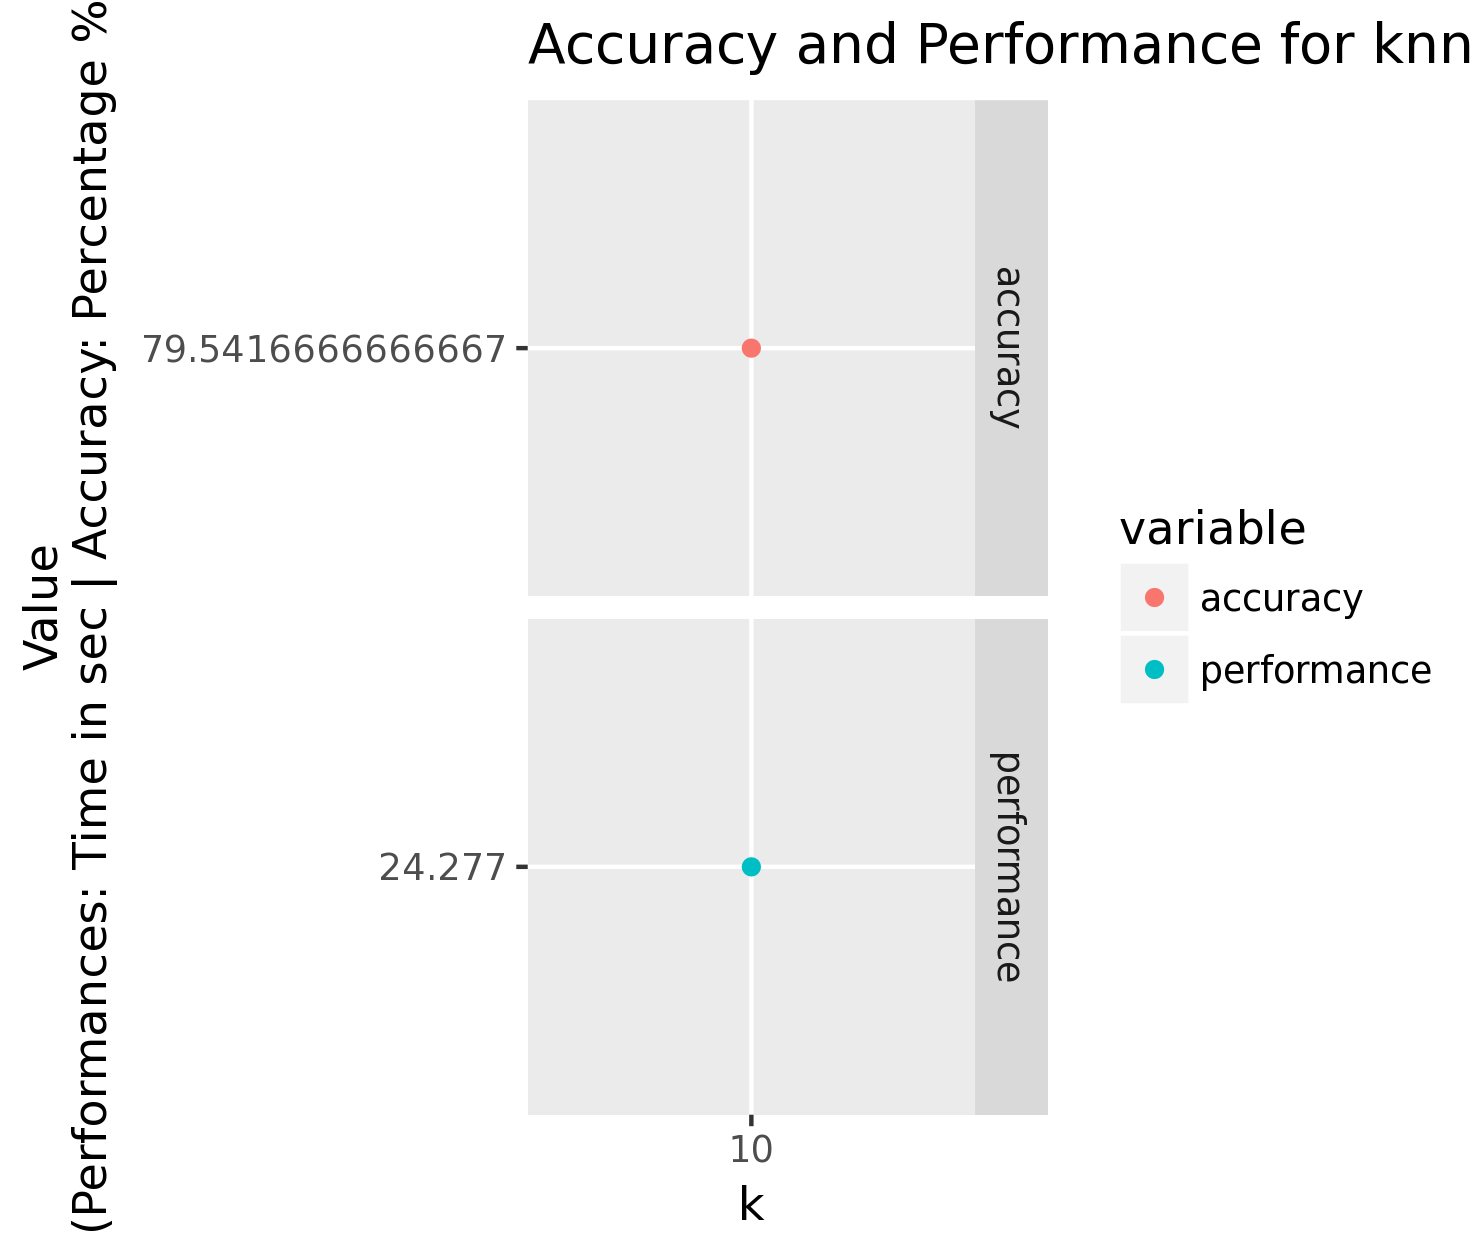 Accuracy and Performance for knn
Value
(Performances: Time in sec | Accuracy: Percentage %
79.5416666666667
accuracy
24.277
performance
10
k
variable
accuracy
performance